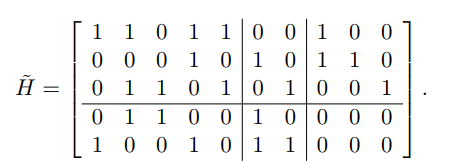 1 1 0 1 1 0 0 1 0 0
0 0 0 1 0 1 0 1 1 0
H̃ = 0 1 1 0 1 0 1 0 0 1 .
0 1 1 0 0 1 0 0 0 0
1 0 0 1 0 1 1 0 0 0